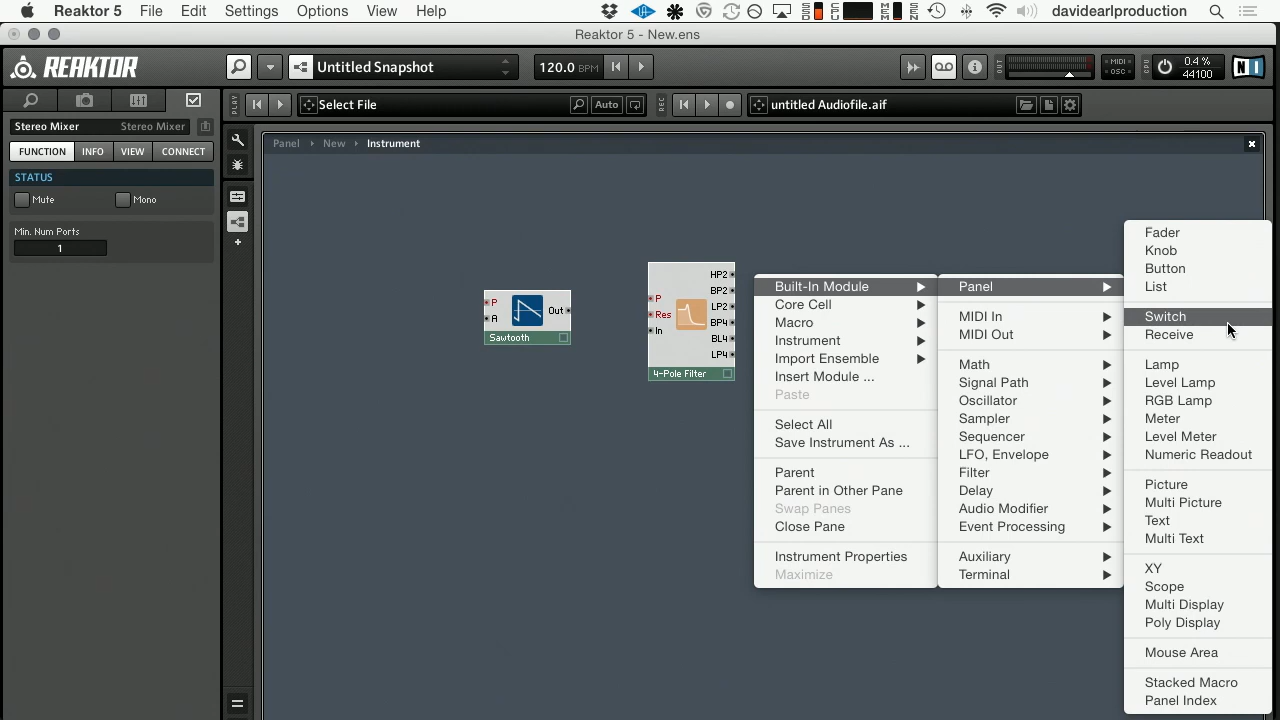 Reaktor 5 File Edit Settings Options View Help davidearlproduction
Reaktor 5 - New.ens
REAKTOR Untitled Snapshot 120.0 BPM OUT MIDI OSC CPU 0.4 % 44100 NI
PLAY Select File Auto REC untitled Audiofile.aif
Stereo Mixer Stereo Mixer
FUNCTION INFO VIEW CONNECT
STATUS
Mute Mono
Min. Num Ports
1
Panel New Instrument
P A Out
Sawtooth
P Res In HP2 BP2 LP2 BP4 BL4 LP4
4-Pole Filter
Built-In Module
Core Cell
Macro
Instrument
Import Ensemble
Insert Module ...
Paste
Select All
Save Instrument As ...
Parent
Parent in Other Pane
Swap Panes
Close Pane
Instrument Properties
Maximize
Panel
MIDI In
MIDI Out
Math
Signal Path
Oscillator
Sampler
Sequencer
LFO, Envelope
Filter
Delay
Audio Modifier
Event Processing
Auxiliary
Terminal
Fader
Knob
Button
List
Switch
Receive
Lamp
Level Lamp
RGB Lamp
Meter
Level Meter
Numeric Readout
Picture
Multi Picture
Text
Multi Text
XY
Scope
Multi Display
Poly Display
Mouse Area
Stacked Macro
Panel Index